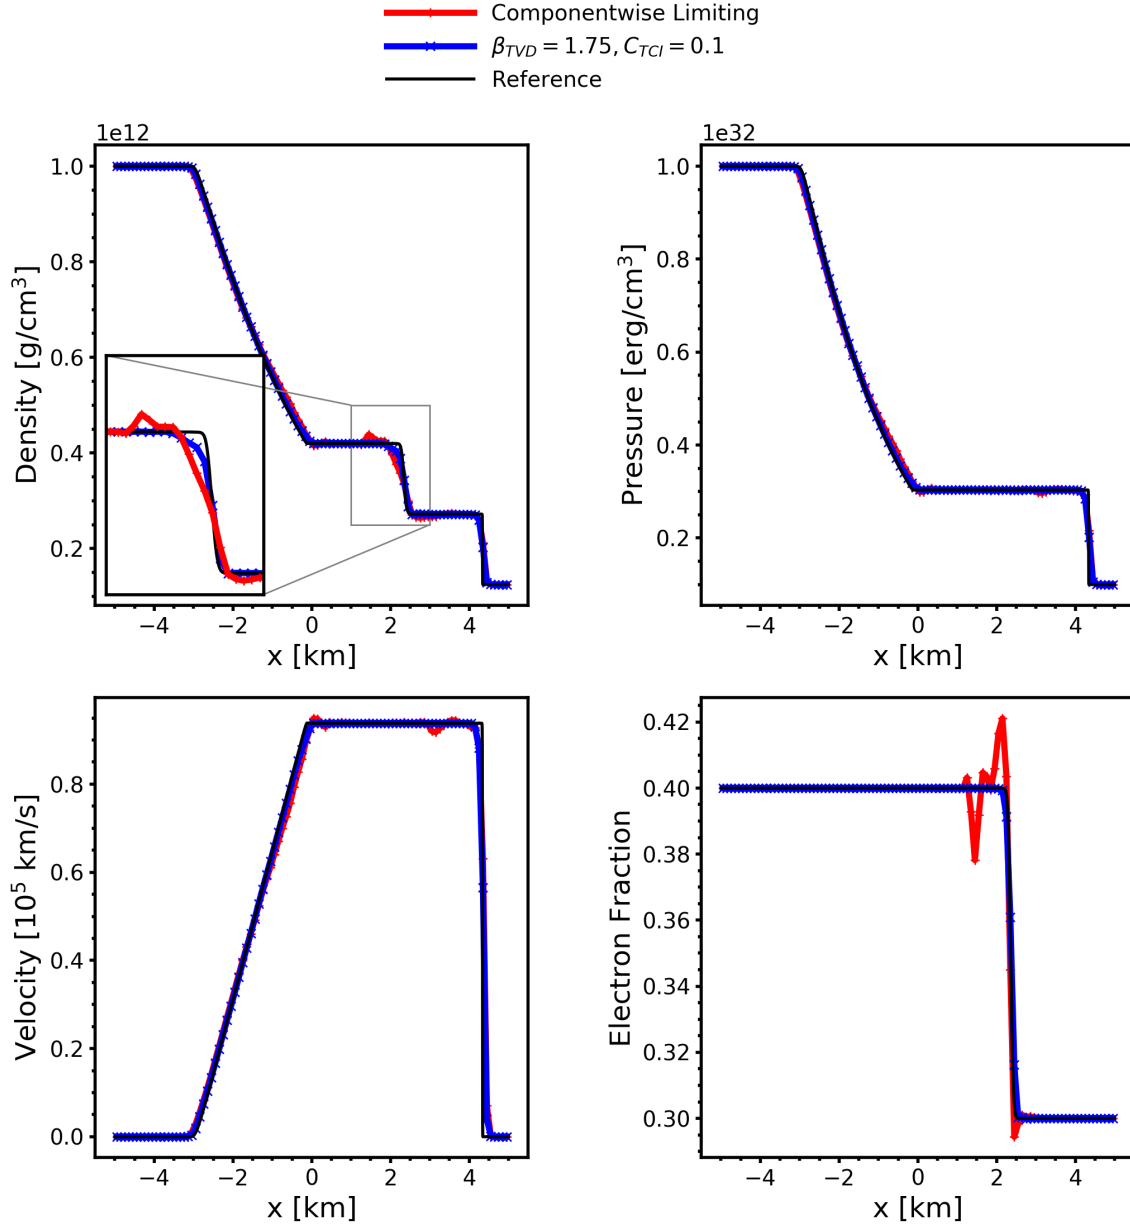 Componentwise Limiting
β_TVD = 1.75, C_TCI = 0.1
Reference
1e12
1.0
0.8
0.6
0.4
0.2
Density [g/cm³]
−4 −2 0 2 4
x [km]
1e32
1.0
0.8
0.6
0.4
0.2
Pressure [erg/cm³]
−4 −2 0 2 4
x [km]
0.8
0.6
0.4
0.2
0.0
Velocity [10⁵ km/s]
−4 −2 0 2 4
x [km]
0.42
0.40
0.38
0.36
0.34
0.32
0.30
Electron Fraction
−4 −2 0 2 4
x [km]